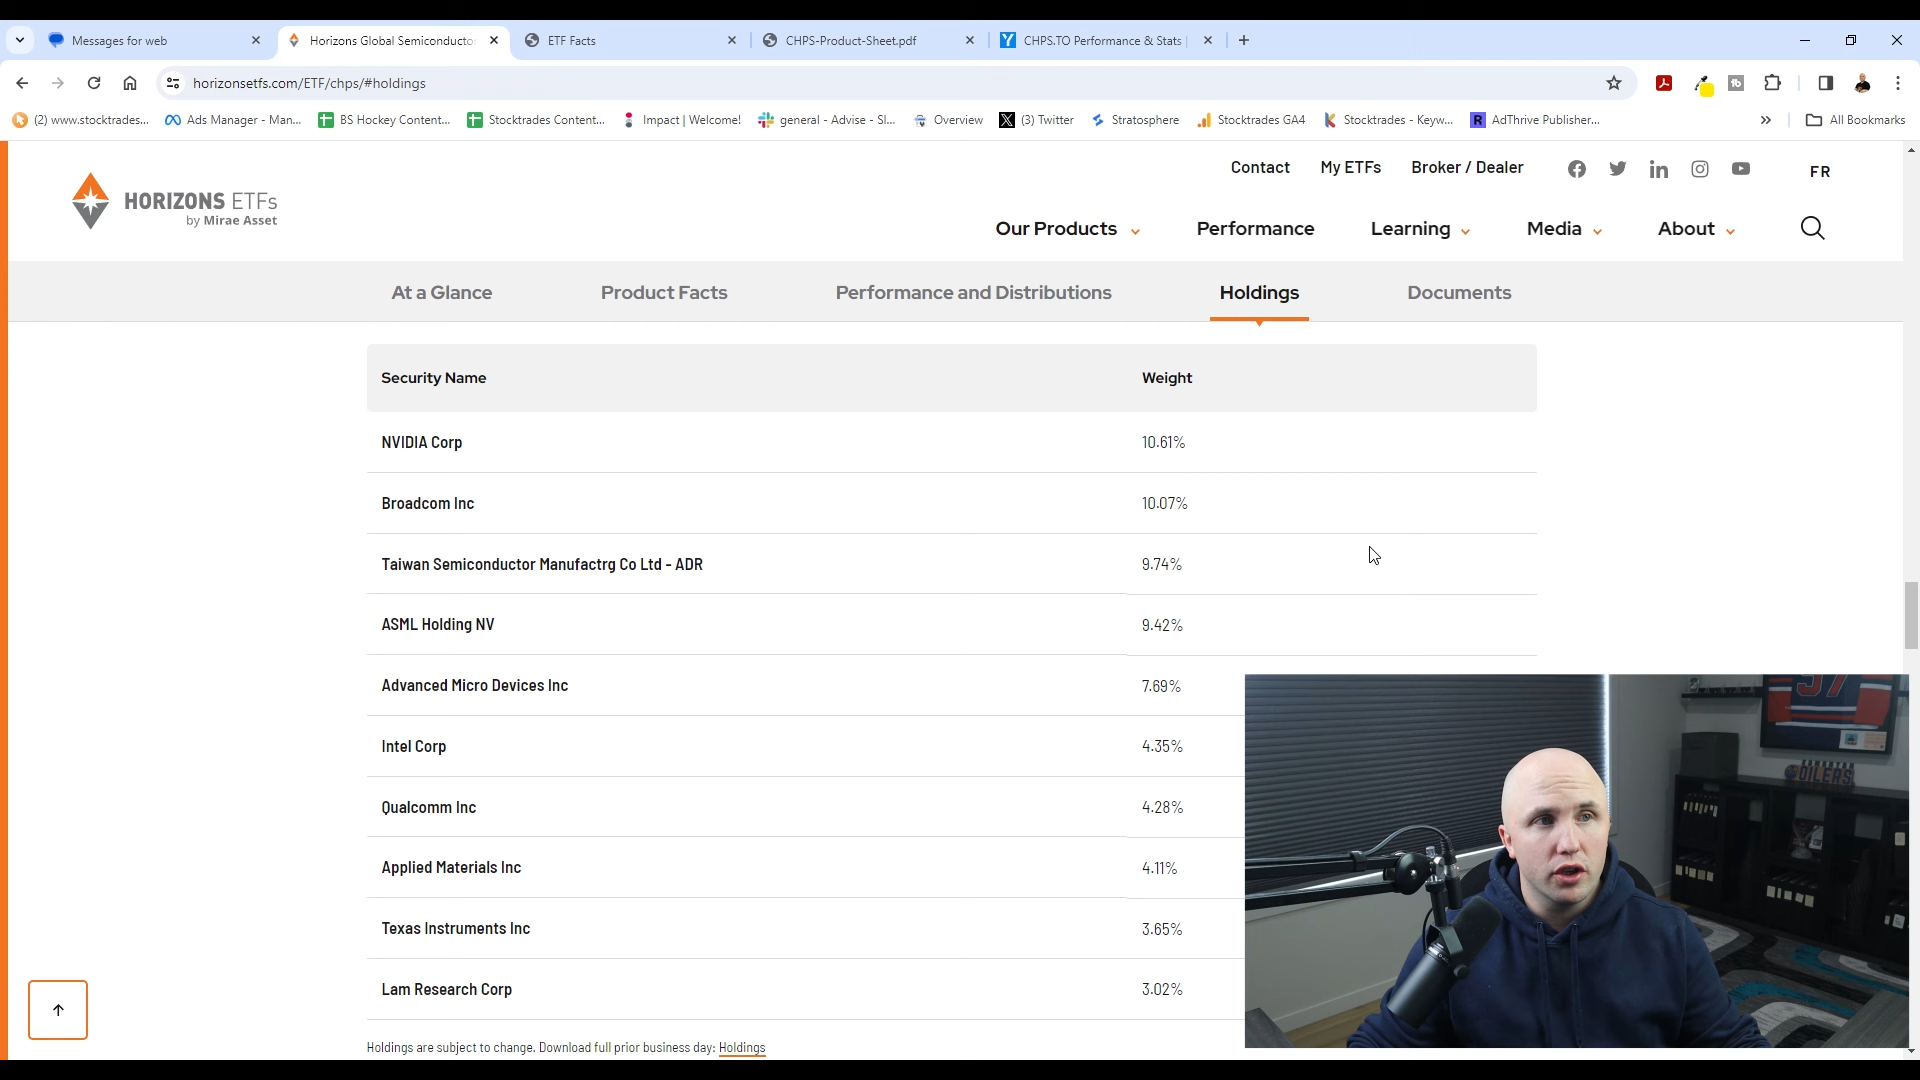 Messages for web
Horizons Global Semiconductor
ETF Facts
CHPS-Product-Sheet.pdf
CHPS.TO Performance & Stats |
horizonsetfs.com/ETF/chps/#holdings
(2) www.stocktrades...
Ads Manager - Man...
BS Hockey Content...
Stocktrades Content...
Impact | Welcome!
general - Advise - Sl...
Overview
(3) Twitter
Stratosphere
Stocktrades GA4
Stocktrades - Keyw...
AdThrive Publisher...
All Bookmarks
HORIZONS ETFs
by Mirae Asset
Contact
My ETFs
Broker / Dealer
FR
Our Products
Performance
Learning
Media
About
At a Glance
Product Facts
Performance and Distributions
Holdings
Documents
Security Name Weight
NVIDIA Corp 10.61%
Broadcom Inc 10.07%
Taiwan Semiconductor Manufactrg Co Ltd - ADR 9.74%
ASML Holding NV 9.42%
Advanced Micro Devices Inc 7.69%
Intel Corp 4.35%
Qualcomm Inc 4.28%
Applied Materials Inc 4.11%
Texas Instruments Inc 3.65%
Lam Research Corp 3.02%
Holdings are subject to change. Download full prior business day: Holdings
97
OILERS